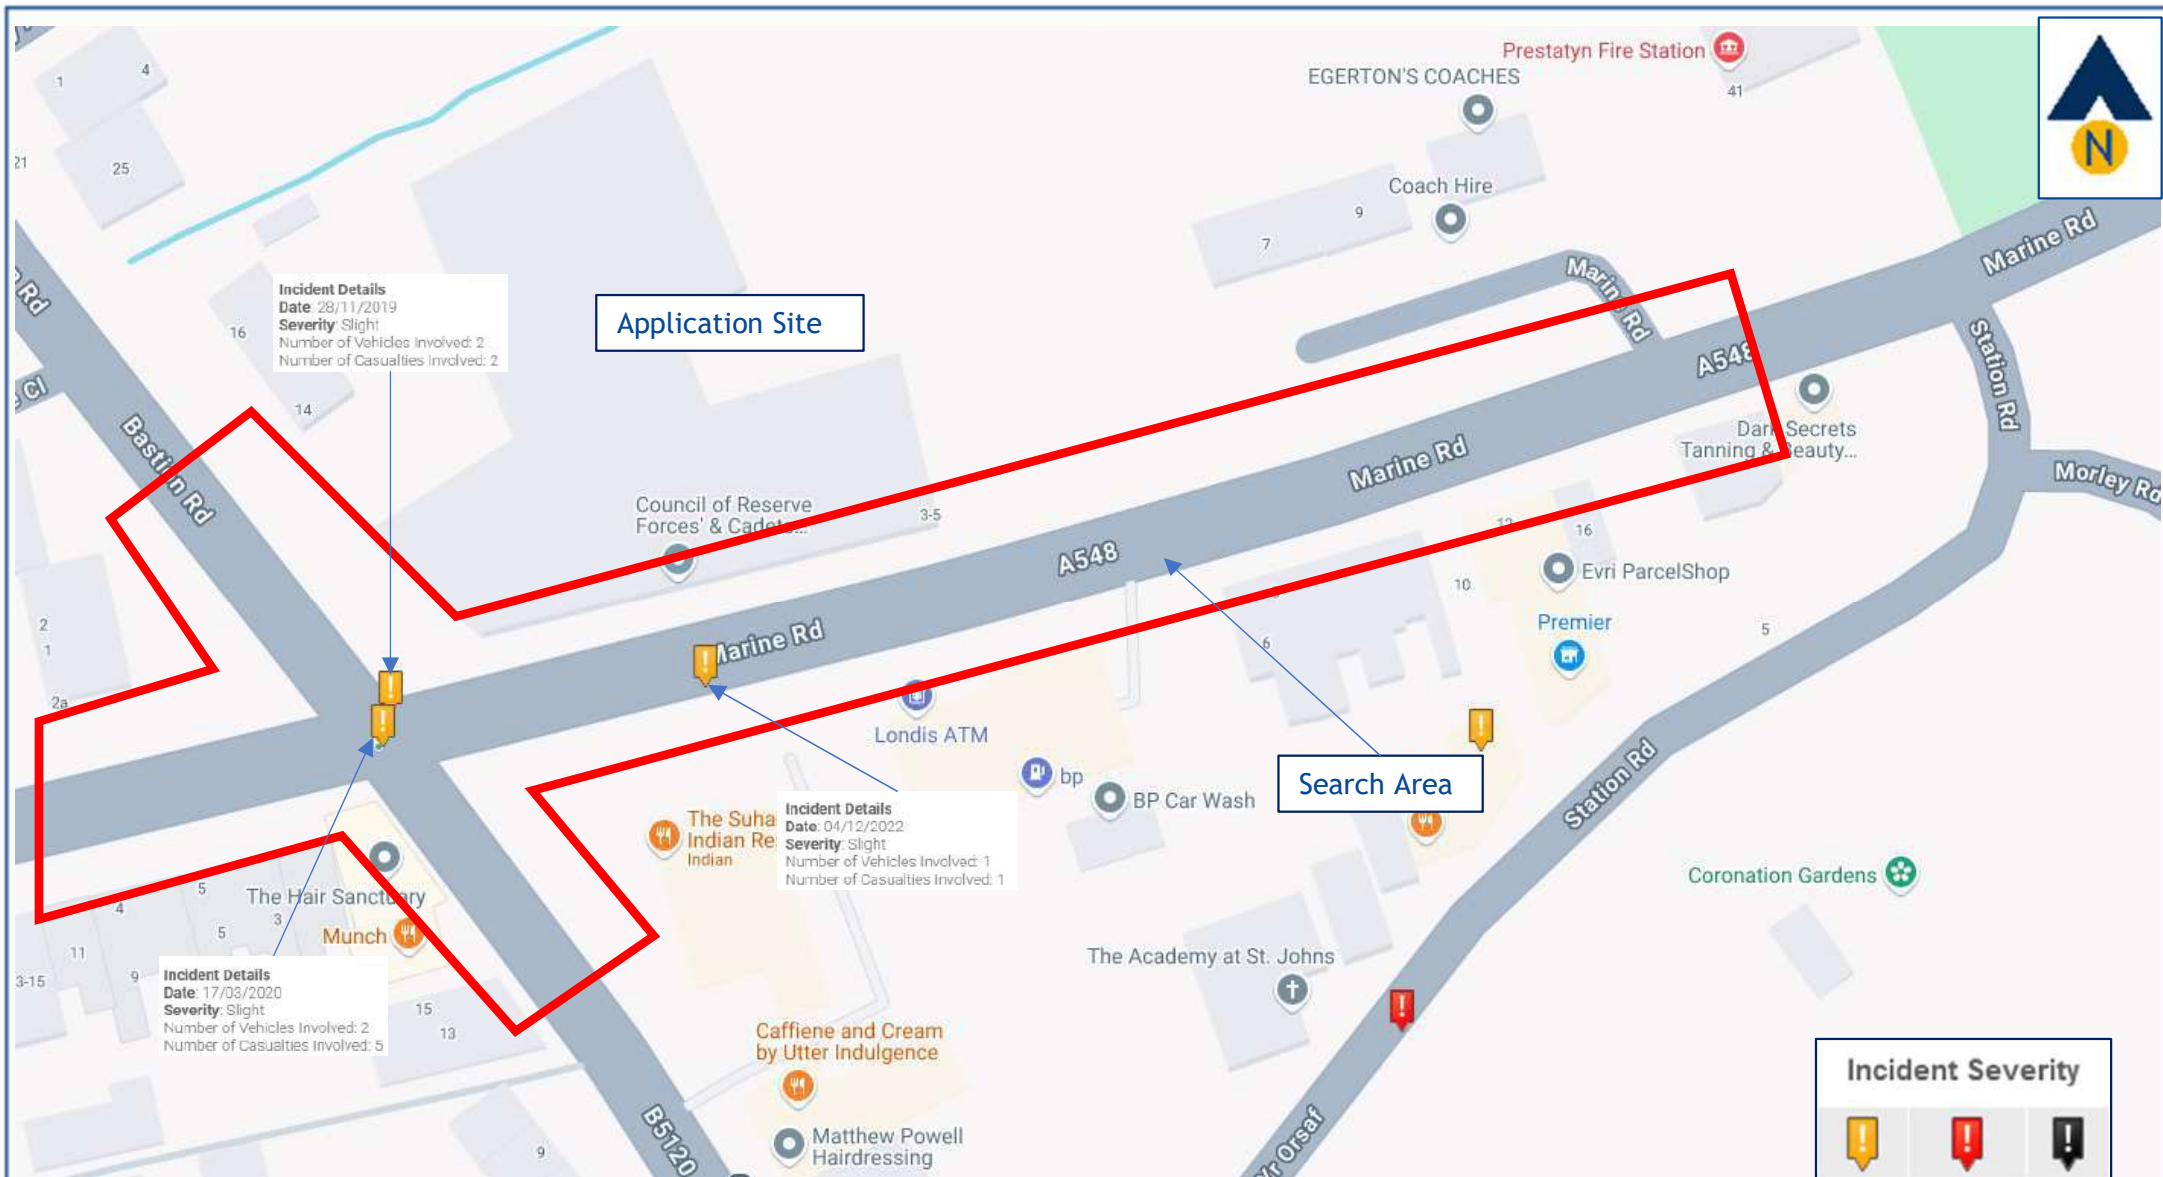 Prestatyn Fire Station
41
EGERTON'S COACHES
N
1
4
21
25
Coach Hire
9
7
Marine Rd
Marine Rd
Incident Details
Date: 28/11/2019
Severity: Slight
Number of Vehicles Involved: 2
Number of Casualties Involved: 2
16
14
Application Site
Rd
Cl
Bastion Rd
A548
Station Rd
Dark Secrets
Tanning & Beauty...
Marine Rd
Morley Rd
Council of Reserve
Forces' & Cadets...
3-5
A548
12
16
Evri ParcelShop
10
Premier
5
6
2
1
2a
Marine Rd
Londis ATM
bp
BP Car Wash
Search Area
Station Rd
The Suha
Indian Re
Indian
Incident Details
Date: 04/12/2022
Severity: Slight
Number of Vehicles Involved: 1
Number of Casualties Involved: 1
Coronation Gardens
The Hair Sanctuary
5
4
3
5
Munch
11
9
3-15
The Academy at St. Johns
Incident Details
Date: 17/03/2020
Severity: Slight
Number of Vehicles Involved: 2
Number of Casualties Involved: 5
15
13
Caffiene and Cream
by Utter Indulgence
Incident Severity
B5120
9
Matthew Powell
Hairdressing
Orsaf